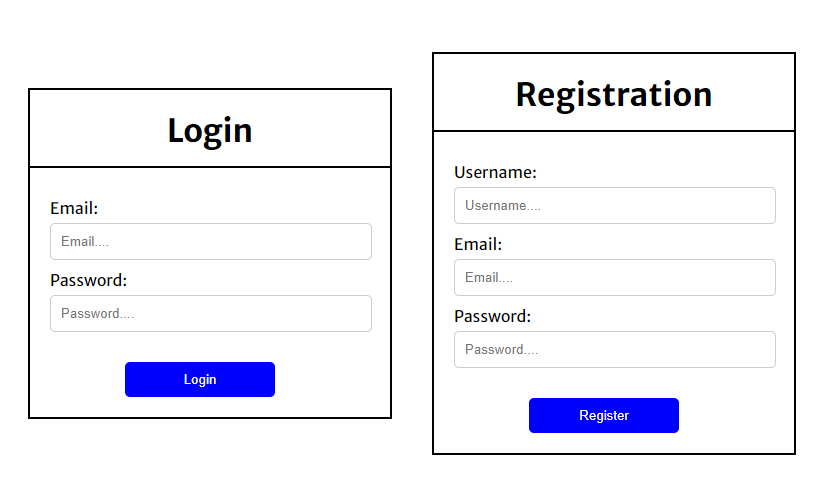 Login
Email:
Email....
Password:
Password....
Login
Registration
Username:
Username....
Email:
Email....
Password:
Password....
Register